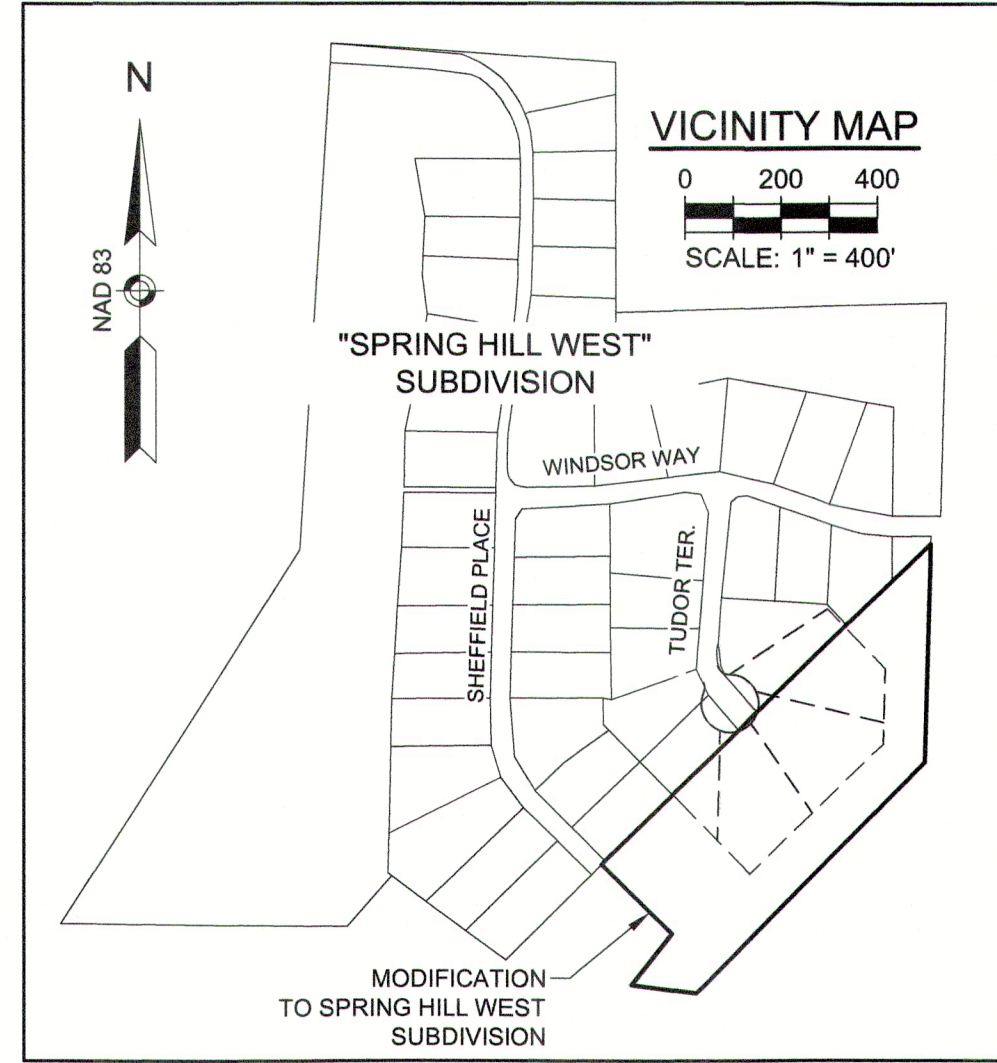 N
NAD 83
VICINITY MAP
0 200 400
SCALE: 1" = 400'
"SPRING HILL WEST"
SUBDIVISION
WINDSOR WAY
SHEFFIELD PLACE
TUDOR TER.
MODIFICATION
TO SPRING HILL WEST
SUBDIVISION